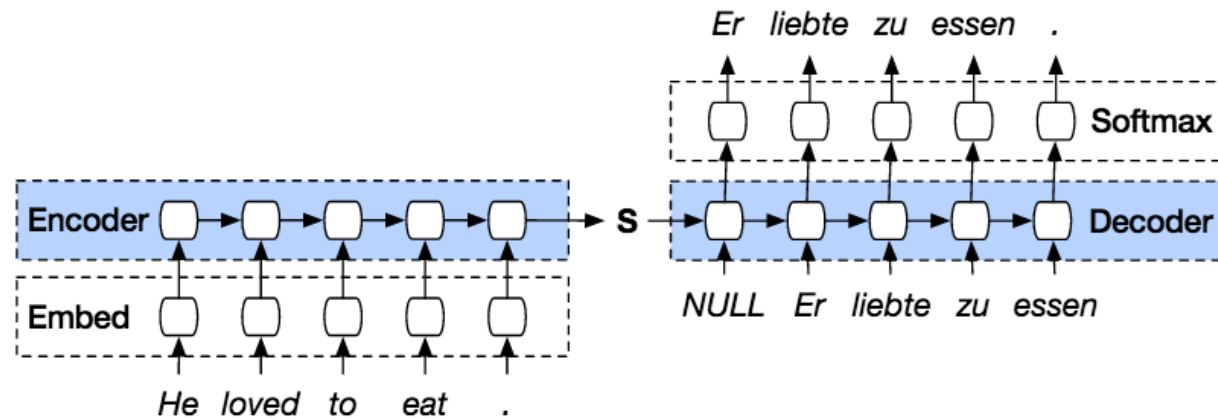 Er liebte zu essen .
Softmax
Encoder
S
Decoder
Embed
NULL Er liebte zu essen
He loved to eat .